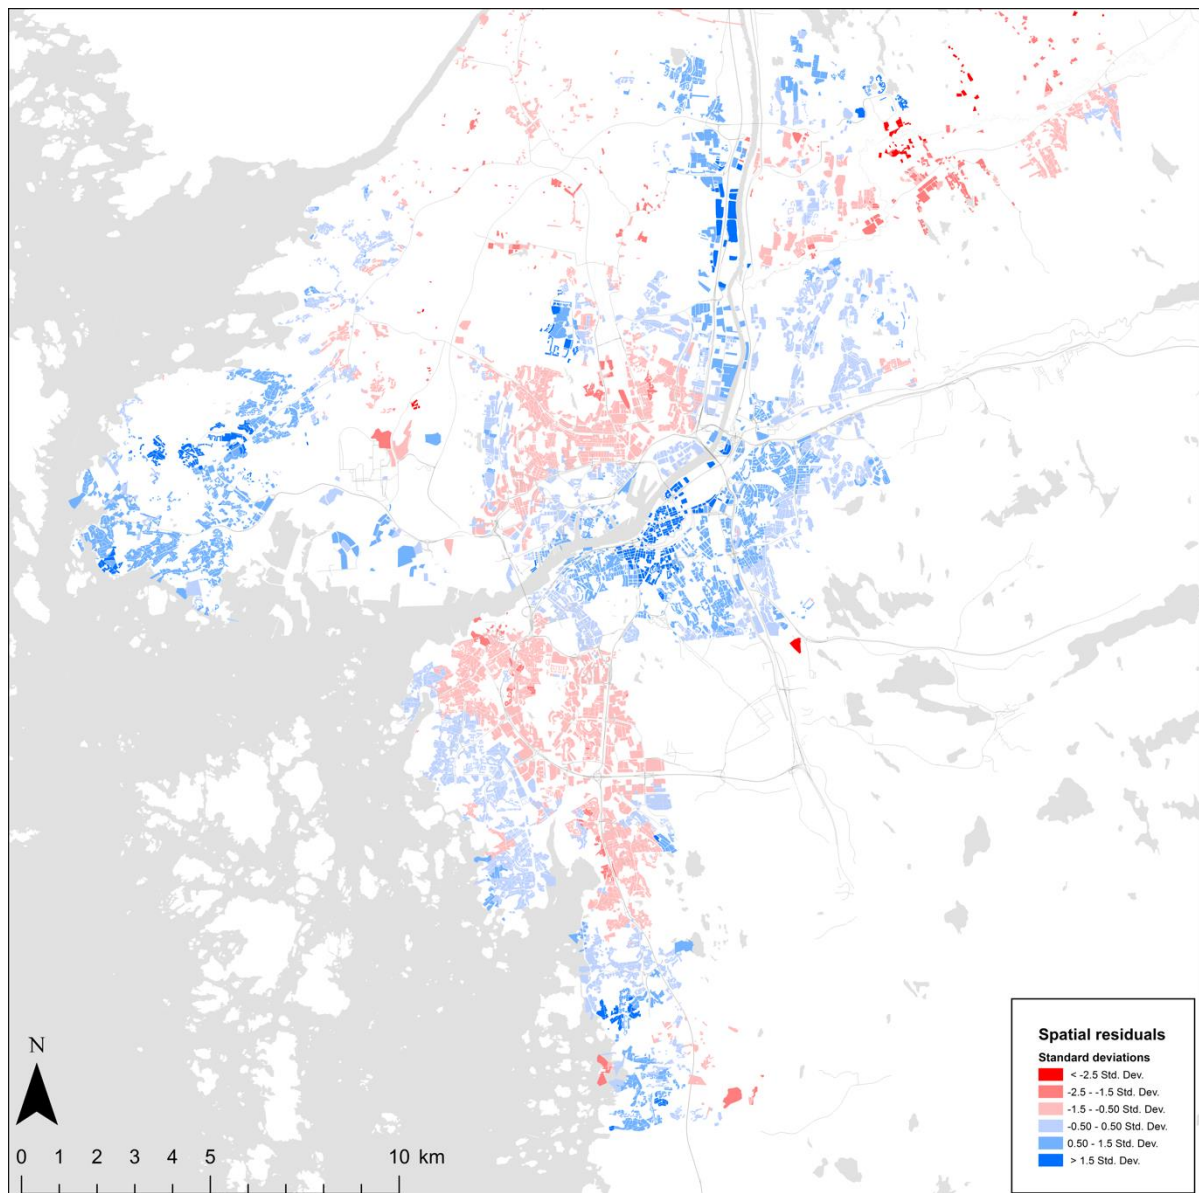 N
0 1 2 3 4 5 10 km
Spatial residuals
Standard deviations
< -2.5 Std. Dev.
-2.5 - -1.5 Std. Dev.
-1.5 - -0.50 Std. Dev.
-0.50 - 0.50 Std. Dev.
0.50 - 1.5 Std. Dev.
> 1.5 Std. Dev.